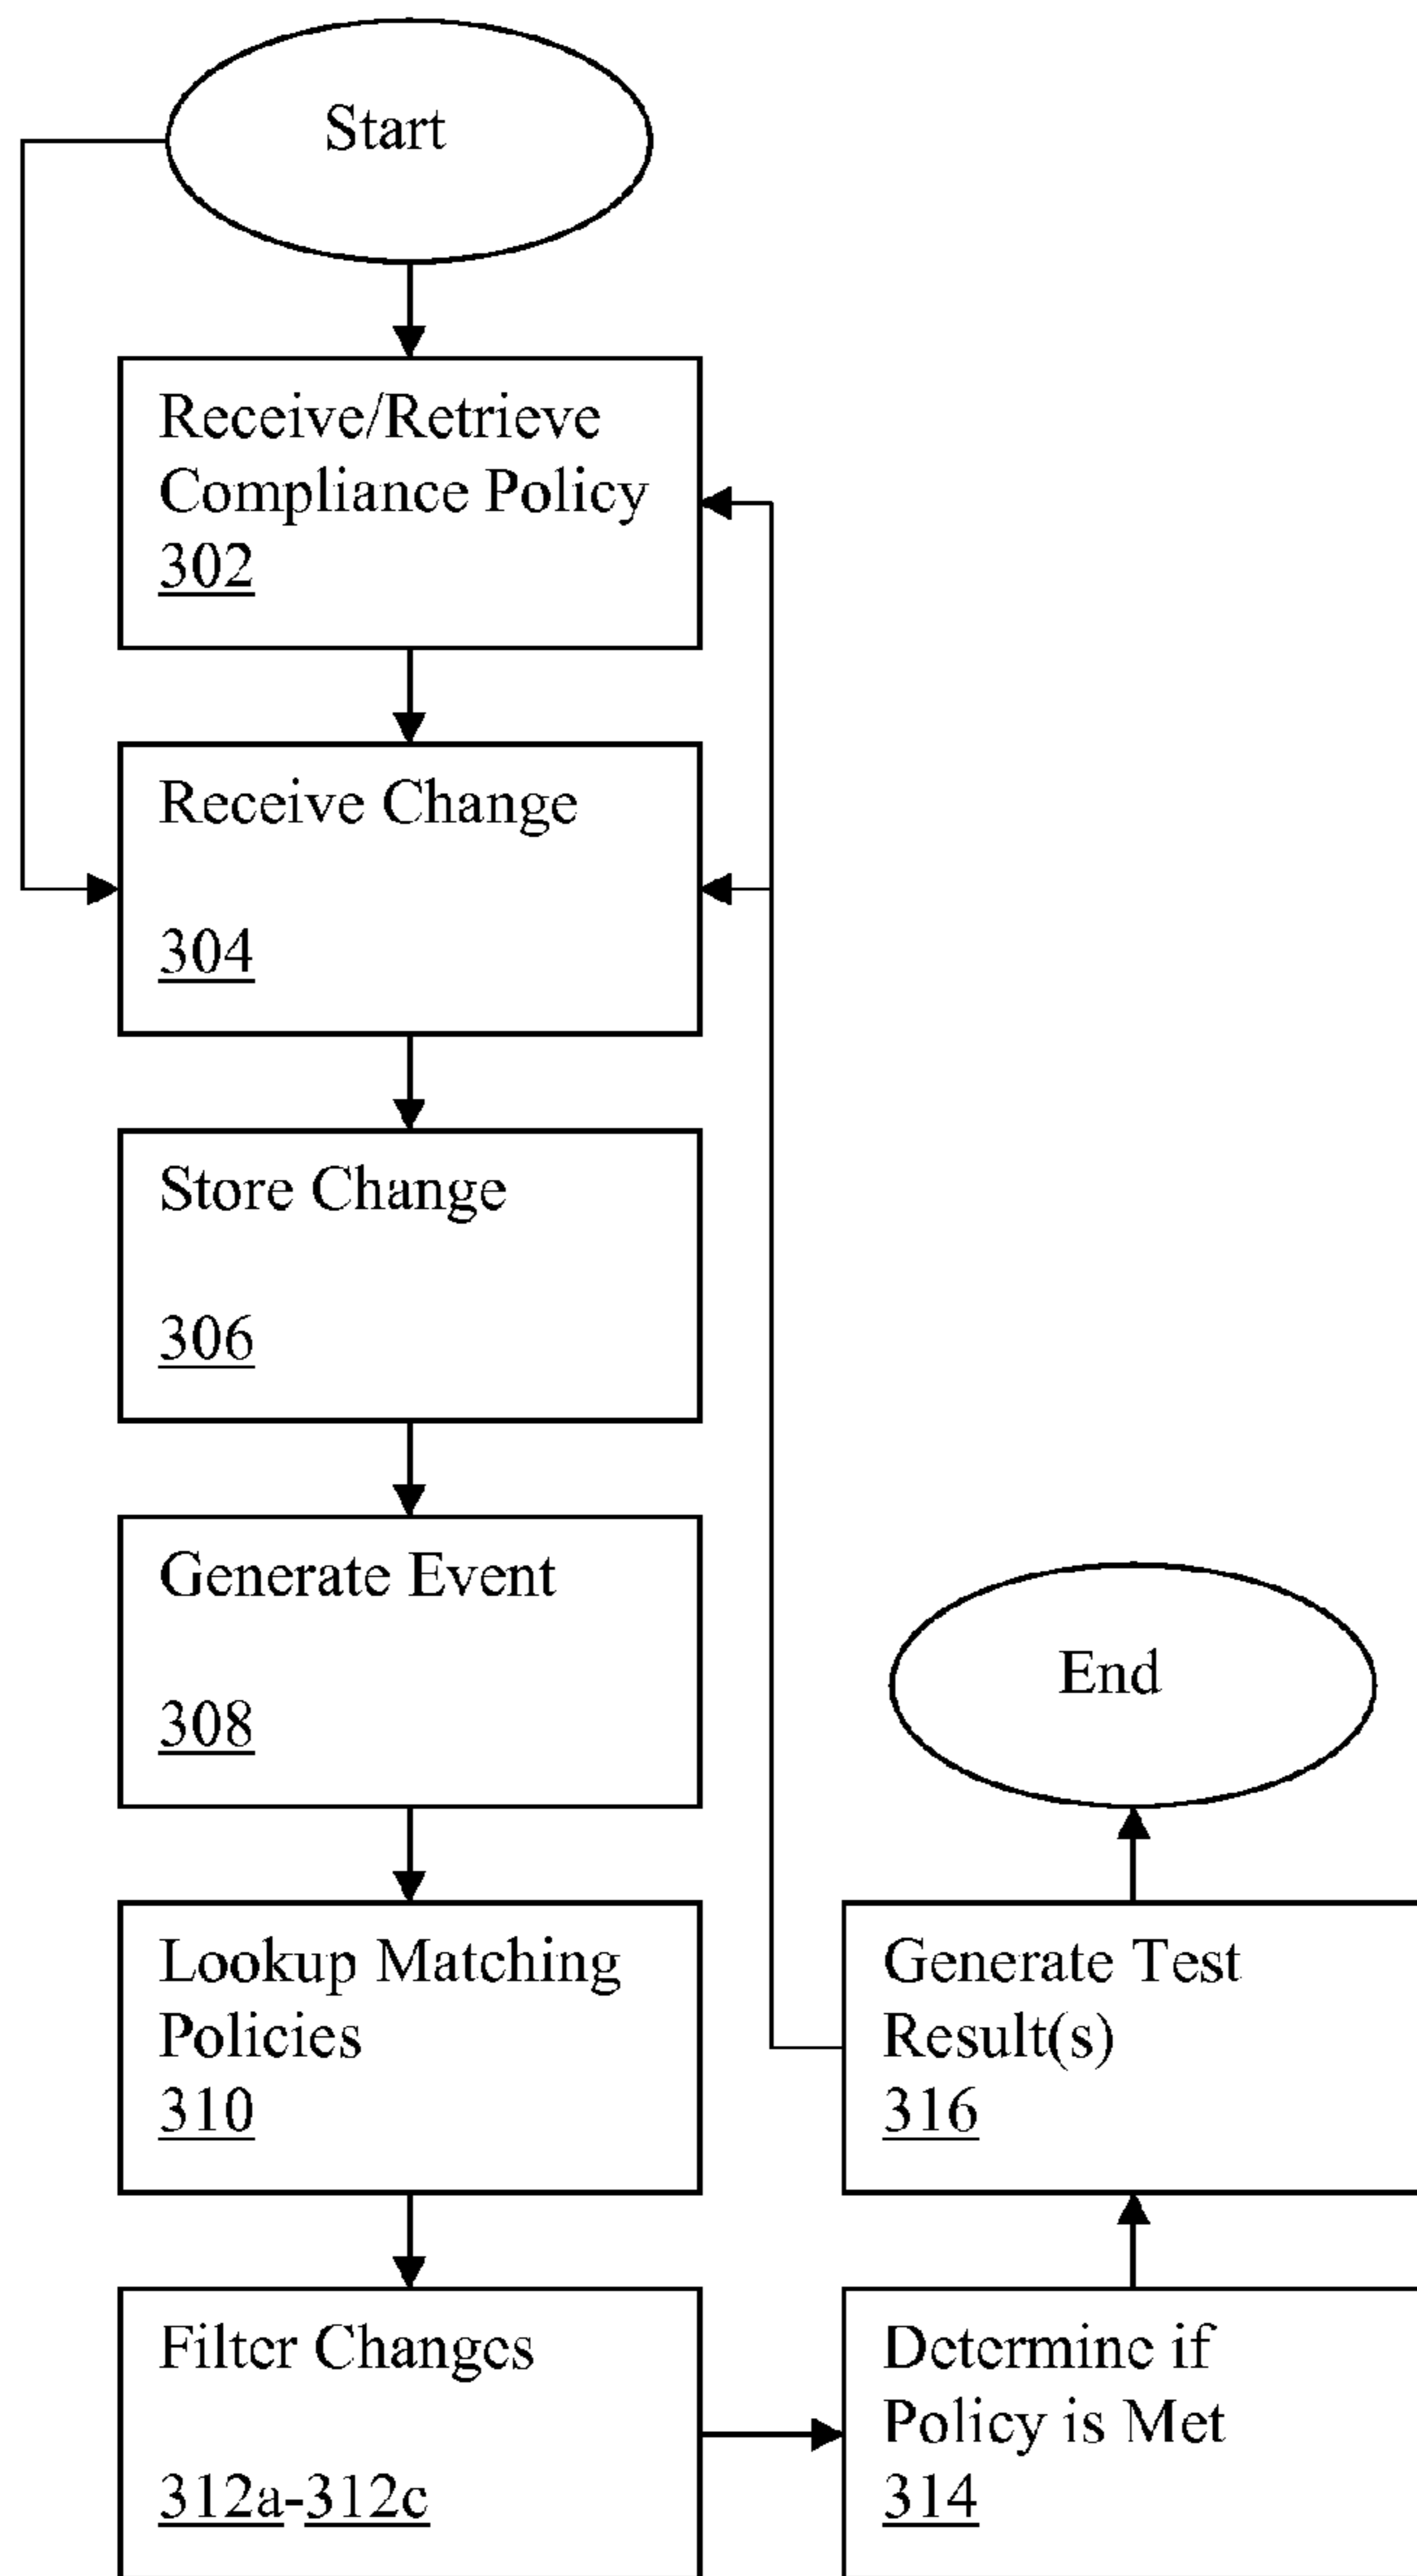 Start
Receive/Retrieve
Compliance Policy
302
Receive Change
304
Store Change
306
Generate Event
308
Lookup Matching
Policies
310
Filter Changes
312a-312c
Determine if
Policy is Met
314
Generate Test
Result(s)
316
End